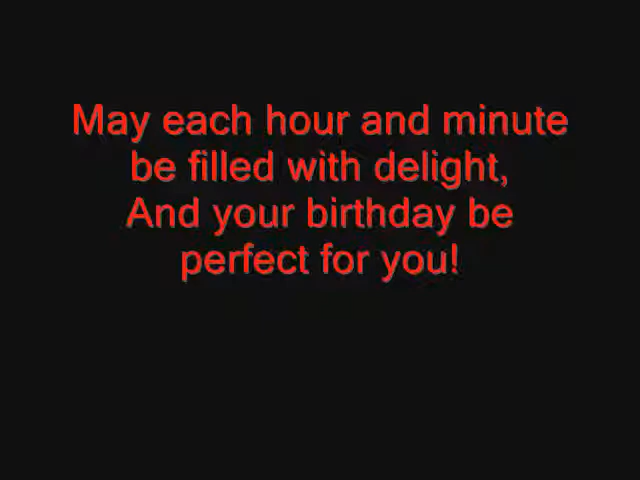 May each hour and minute
be filled with delight,
And your birthday be
perfect for you!